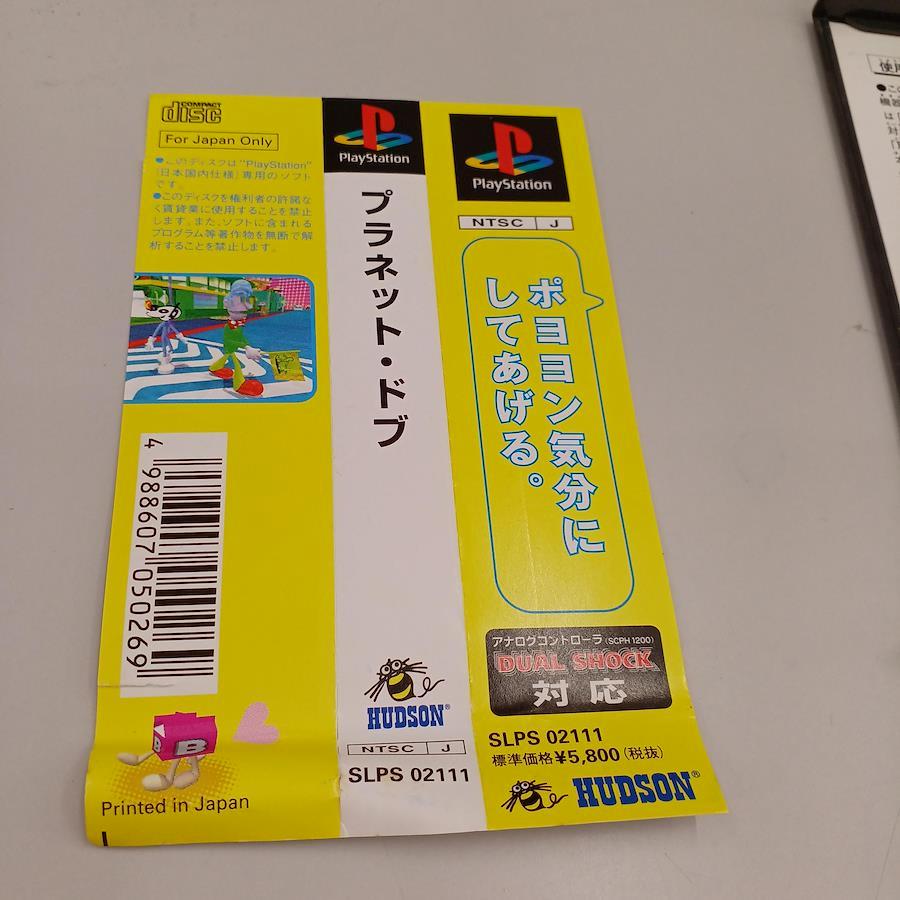 COMPACT
disc
For Japan Only
●このディスクは"PlayStation"
(日本国内仕様)専用のソフト
です。
●このディスクを権利者の許諾な
く賃貸業に使用することを禁止
します。また、ソフトに含まれる
プログラム等著作物を無断で解
析することを禁止します。
4 988607 050269
B
B
Printed in Japan
PlayStation
プラネット・ドブ
HUDSON®
NTSC J
SLPS 02111
PlayStation
NTSC J
ポヨヨン気分に
してあげる。
アナログコントローラ(SCPH 1200)
DUAL SHOCK
対応
SLPS 02111
標準価格¥5,800(税抜)
HUDSON®